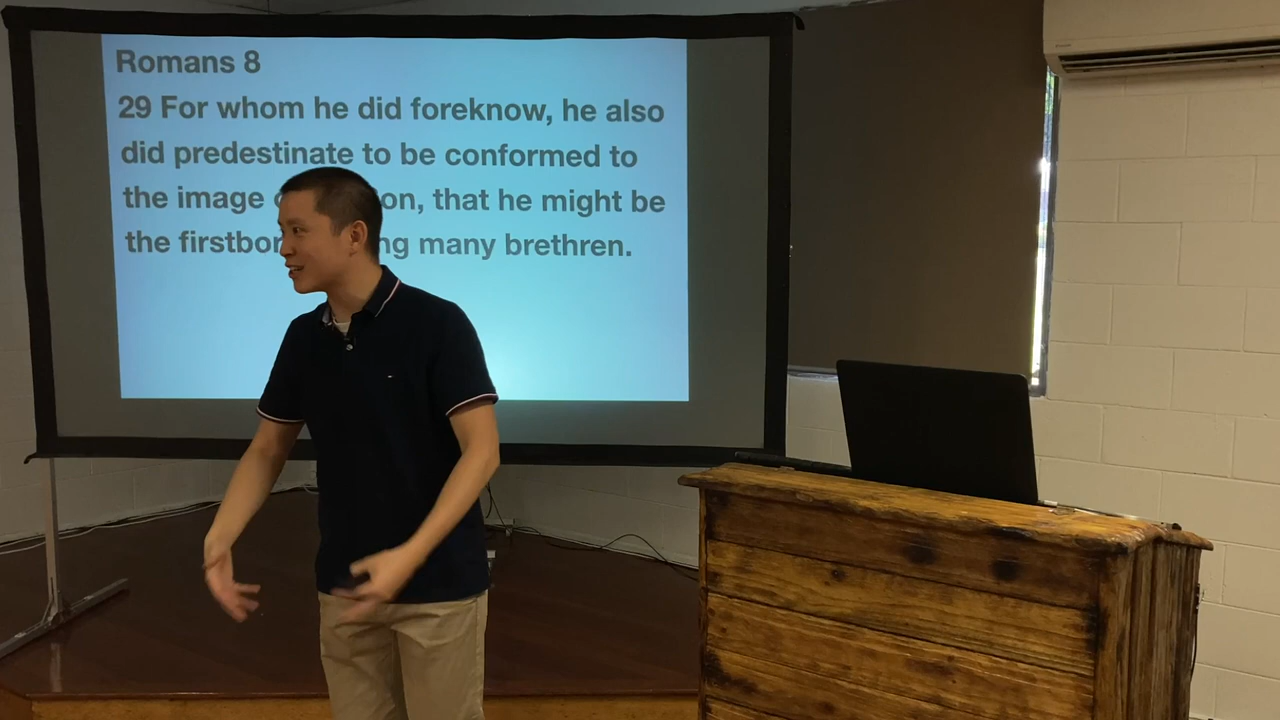 Romans 8
29 For whom he did foreknow, he also
did predestinate to be conformed to
the image on, that he might be
the firstbor ng many brethren.